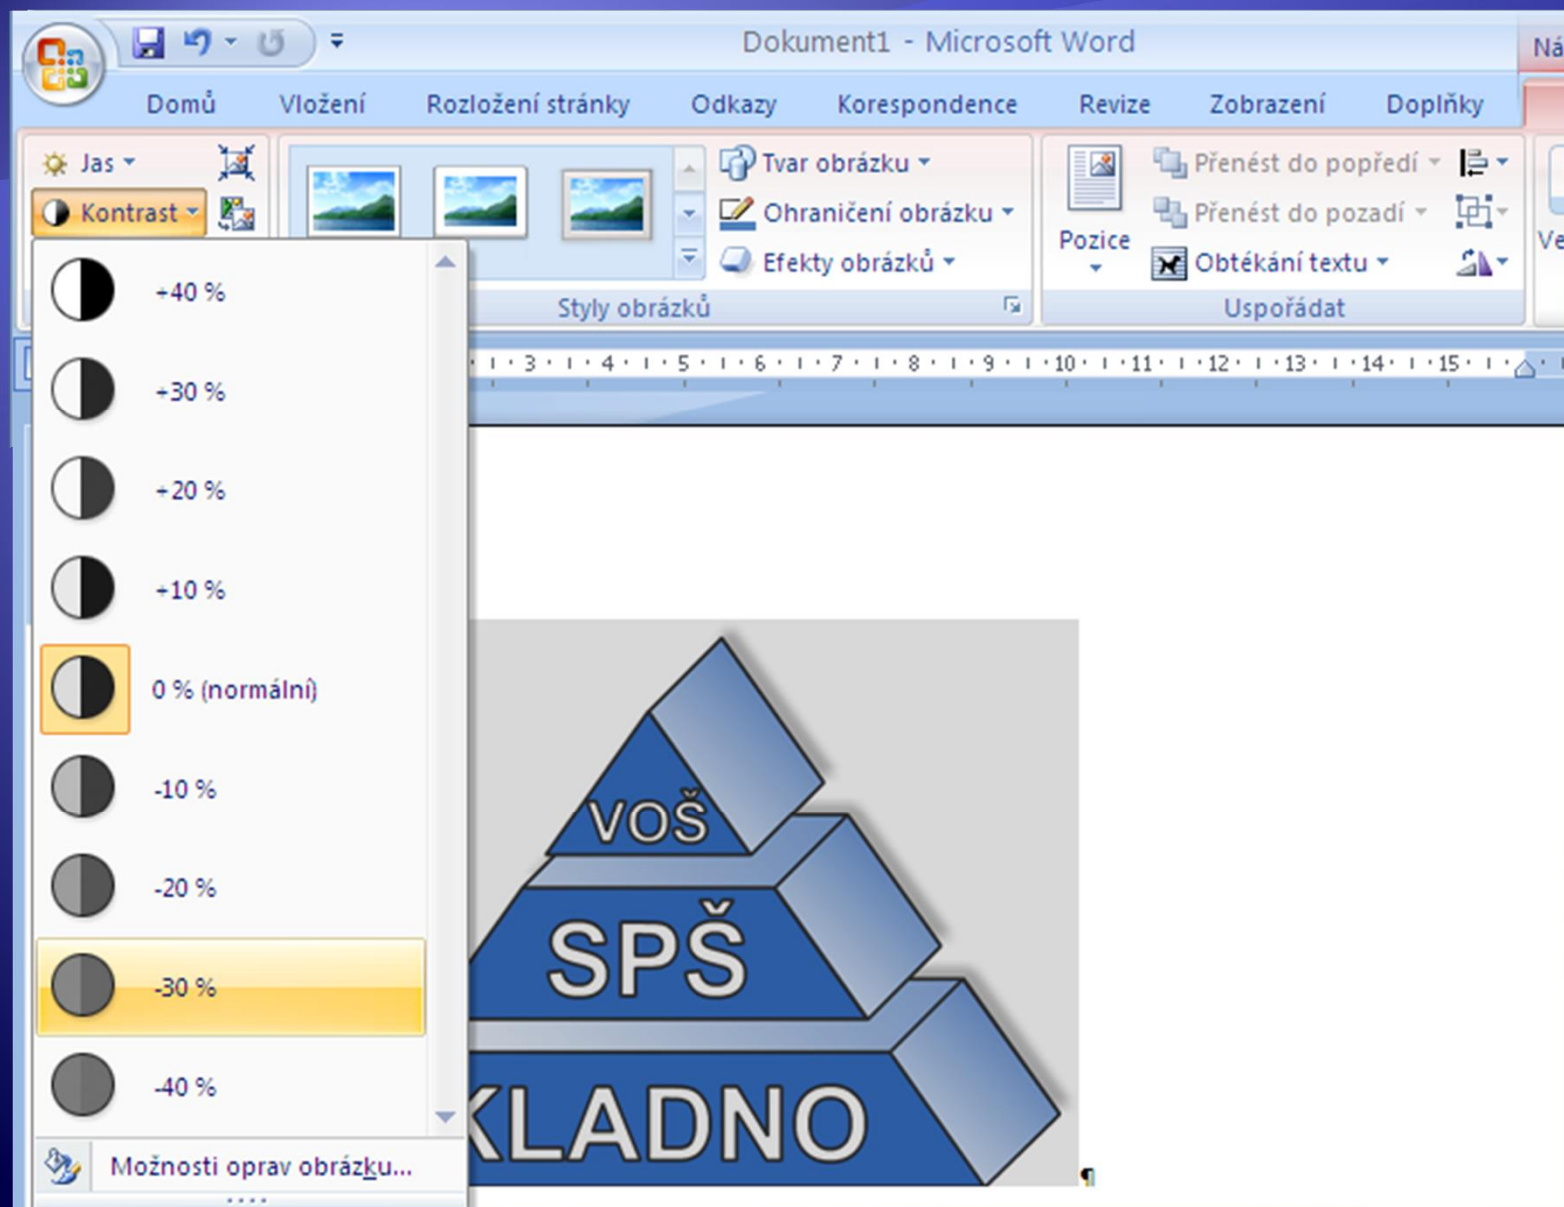 Dokument1 - Microsoft Word
Ná
Domů Vložení Rozložení stránky Odkazy Korespondence Revize Zobrazení Doplňky
Jas
Kontrast
Tvar obrázku
Ohraničení obrázku
Efekty obrázků
Styly obrázků
Pozice
Přenést do popředí
Přenést do pozadí
Obtékání textu
Uspořádat
Ve
3 4 5 6 7 8 9 10 11 12 13 14 15
+40 %
+30 %
+20 %
+10 %
0 % (normální)
-10 %
-20 %
-30 %
-40 %
Možnosti oprav obrázku...
VOŠ
SPŠ
KLADNO
¶